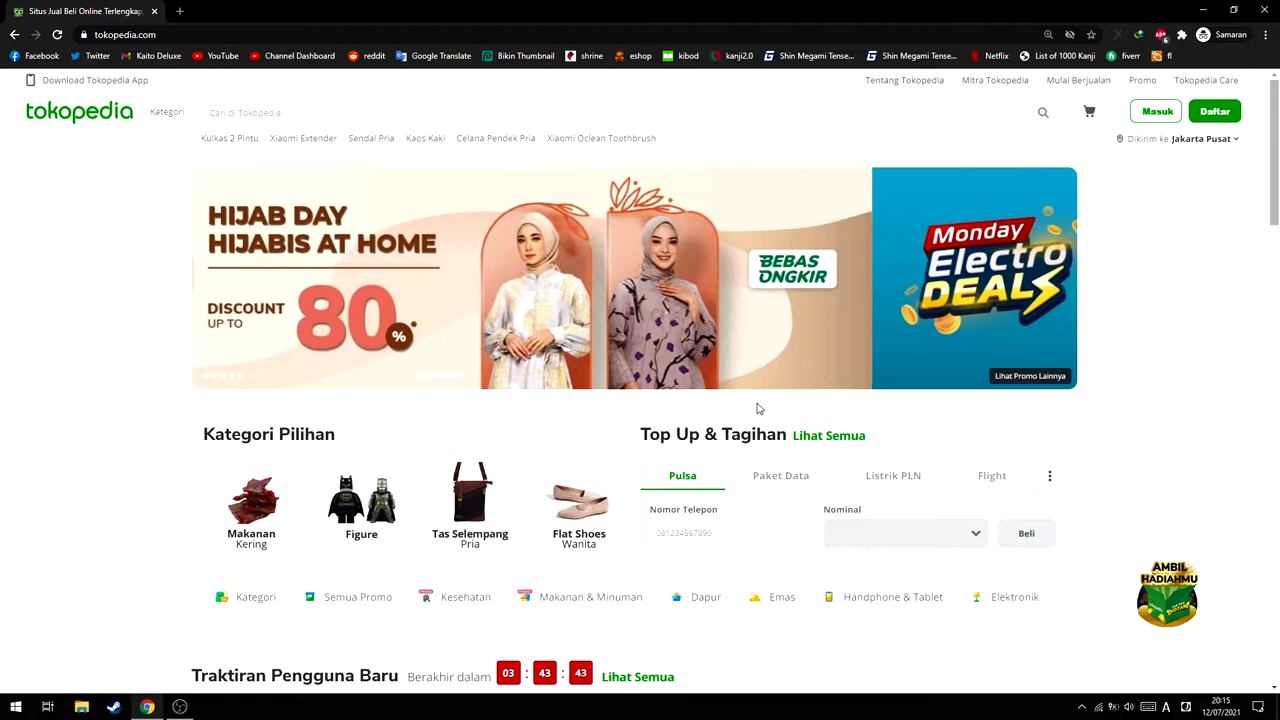 Situs Jual Beli Online Terlengkap,
tokopedia.com
Samaran
Facebook
Twitter
Kaito Deluxe
YouTube
Channel Dashboard
reddit
Google Translate
Bikin Thumbnail
shrine
eshop
kibod
kanji2.0
Shin Megami Tense...
Shin Megami Tense...
Netflix
List of 1000 Kanji
fiverr
fl
Download Tokopedia App
Tentang Tokopedia
Mitra Tokopedia
Mulai Berjualan
Promo
Tokopedia Care
tokopedia
Kategori
Cari di Tokopedia
Masuk
Daftar
Kulkas 2 Pintu
Xiaomi Extender
Sendal Pria
Kaos Kaki
Celana Pendek Pria
Xiaomi Oclean Toothbrush
Dikirim ke Jakarta Pusat
HIJAB DAY
HIJABIS AT HOME
DISCOUNT
UP TO
80%*
BEBAS
ONGKIR
Monday
Electro
DEALS
Lihat Promo Lainnya
Kategori Pilihan
Makanan
Kering
Figure
Tas Selempang
Pria
Flat Shoes
Wanita
Top Up & Tagihan
Lihat Semua
Pulsa
Paket Data
Listrik PLN
Flight
Nomor Telepon
Nominal
081234567890
Beli
AMBIL
HADIAHMU
Kategori
Semua Promo
Kesehatan
Makanan & Minuman
Dapur
Emas
Handphone & Tablet
Elektronik
Traktiran Pengguna Baru
Berakhir dalam
03 : 43 : 43
Lihat Semua
20:15
12/07/2021